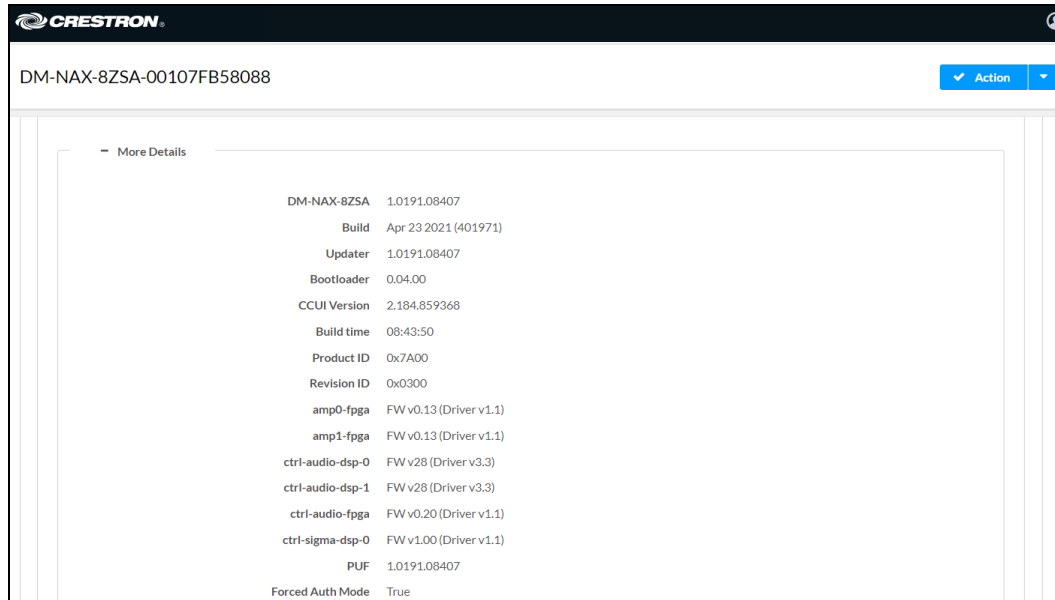 CRESTRON®
DM-NAX-8ZSA-00107FB58088
Action
− More Details
DM-NAX-8ZSA 1.0191.08407
Build Apr 23 2021 (401971)
Updater 1.0191.08407
Bootloader 0.04.00
CCUI Version 2.184.859368
Build time 08:43:50
Product ID 0x7A00
Revision ID 0x0300
amp0-fpga FW v0.13 (Driver v1.1)
amp1-fpga FW v0.13 (Driver v1.1)
ctrl-audio-dsp-0 FW v28 (Driver v3.3)
ctrl-audio-dsp-1 FW v28 (Driver v3.3)
ctrl-audio-fpga FW v0.20 (Driver v1.1)
ctrl-sigma-dsp-0 FW v1.00 (Driver v1.1)
PUF 1.0191.08407
Forced Auth Mode True